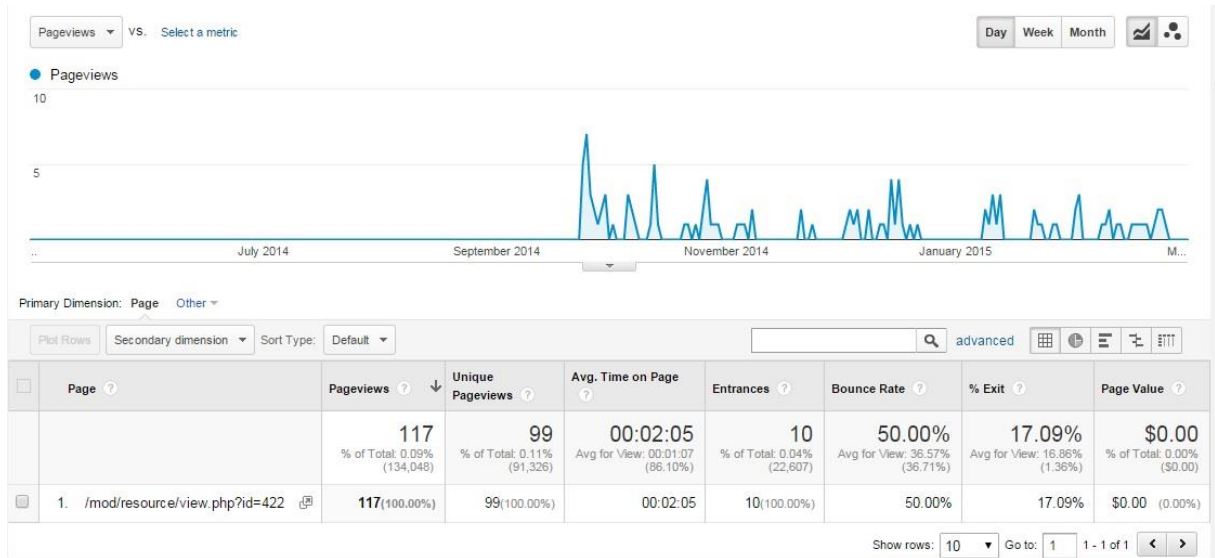 Pageviews VS. Select a metric Day Week Month
Pageviews
10
5
.. July 2014 September 2014 November 2014 January 2015 M...
Primary Dimension: Page Other
Plot Rows Secondary dimension Sort Type: Default advanced
Page ? Pageviews ? Unique Pageviews ? Avg. Time on Page ? Entrances ? Bounce Rate ? % Exit ? Page Value ?
117 99 00:02:05 10 50.00% 17.09% $0.00
% of Total: 0.09% % of Total: 0.11% Avg for View: 00:01:07 % of Total: 0.04% Avg for View: 36.57% Avg for View: 16.86% % of Total: 0.00%
(134,048) (91,326) (86.10%) (22,607) (36.71%) (1.36%) ($0.00)
1. /mod/resource/view.php?id=422 117(100.00%) 99(100.00%) 00:02:05 10(100.00%) 50.00% 17.09% $0.00 (0.00%)
Show rows: 10 Go to: 1 1 - 1 of 1